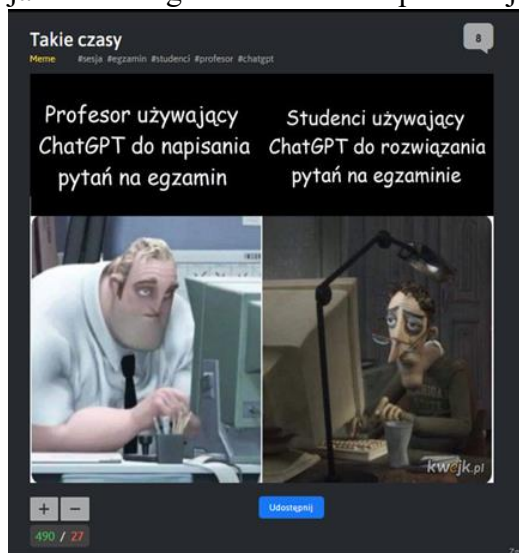 8
Takie czasy
Meme #sesja #egzamin #studenci #profesor #chatgpt
Profesor używający
ChatGPT do napisania
pytań na egzamin
Studenci używający
ChatGPT do rozwiązania
pytań na egzaminie
kwejk.pl
+ −
Udostępnij
490 / 27